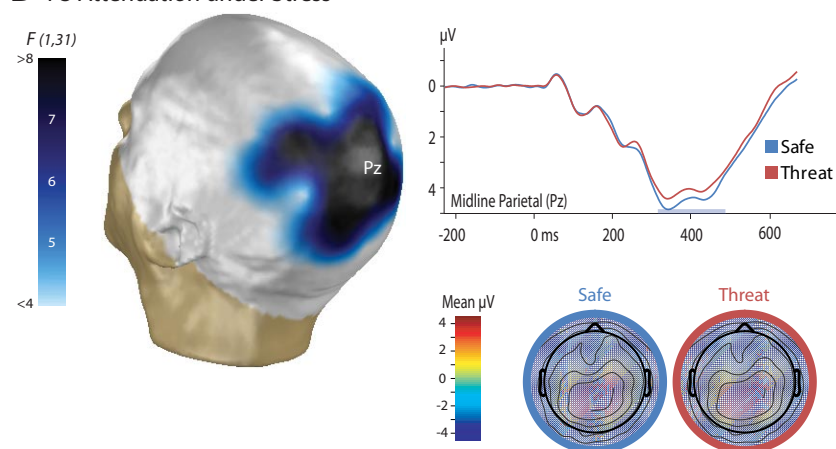 F (1,31)
>8
7
6
5
<4
Pz
µV
0
2
4
Safe
Threat
Midline Parietal (Pz)
-200
0 ms
200
400
600
Mean µV
4
2
0
-2
-4
Safe
Threat